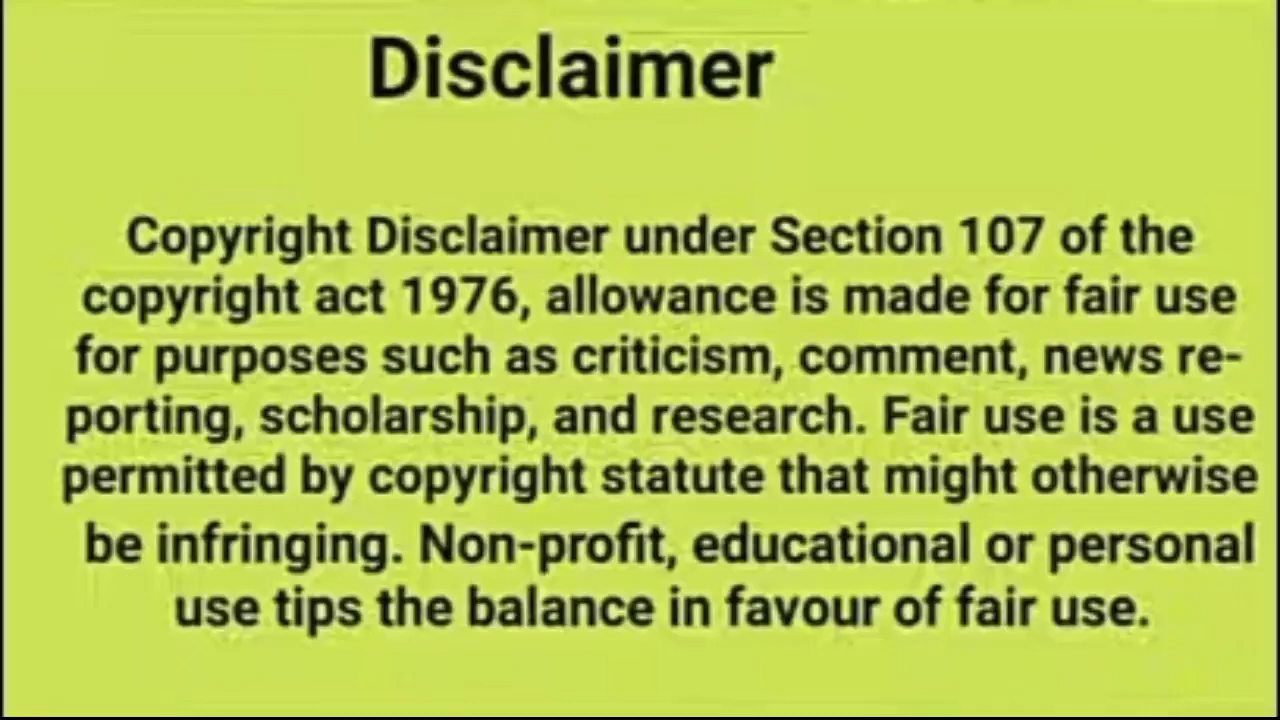 Disclaimer
Copyright Disclaimer under Section 107 of the
copyright act 1976, allowance is made for fair use
for purposes such as criticism, comment, news re-
porting, scholarship, and research. Fair use is a use
permitted by copyright statute that might otherwise
be infringing. Non-profit, educational or personal
use tips the balance in favour of fair use.